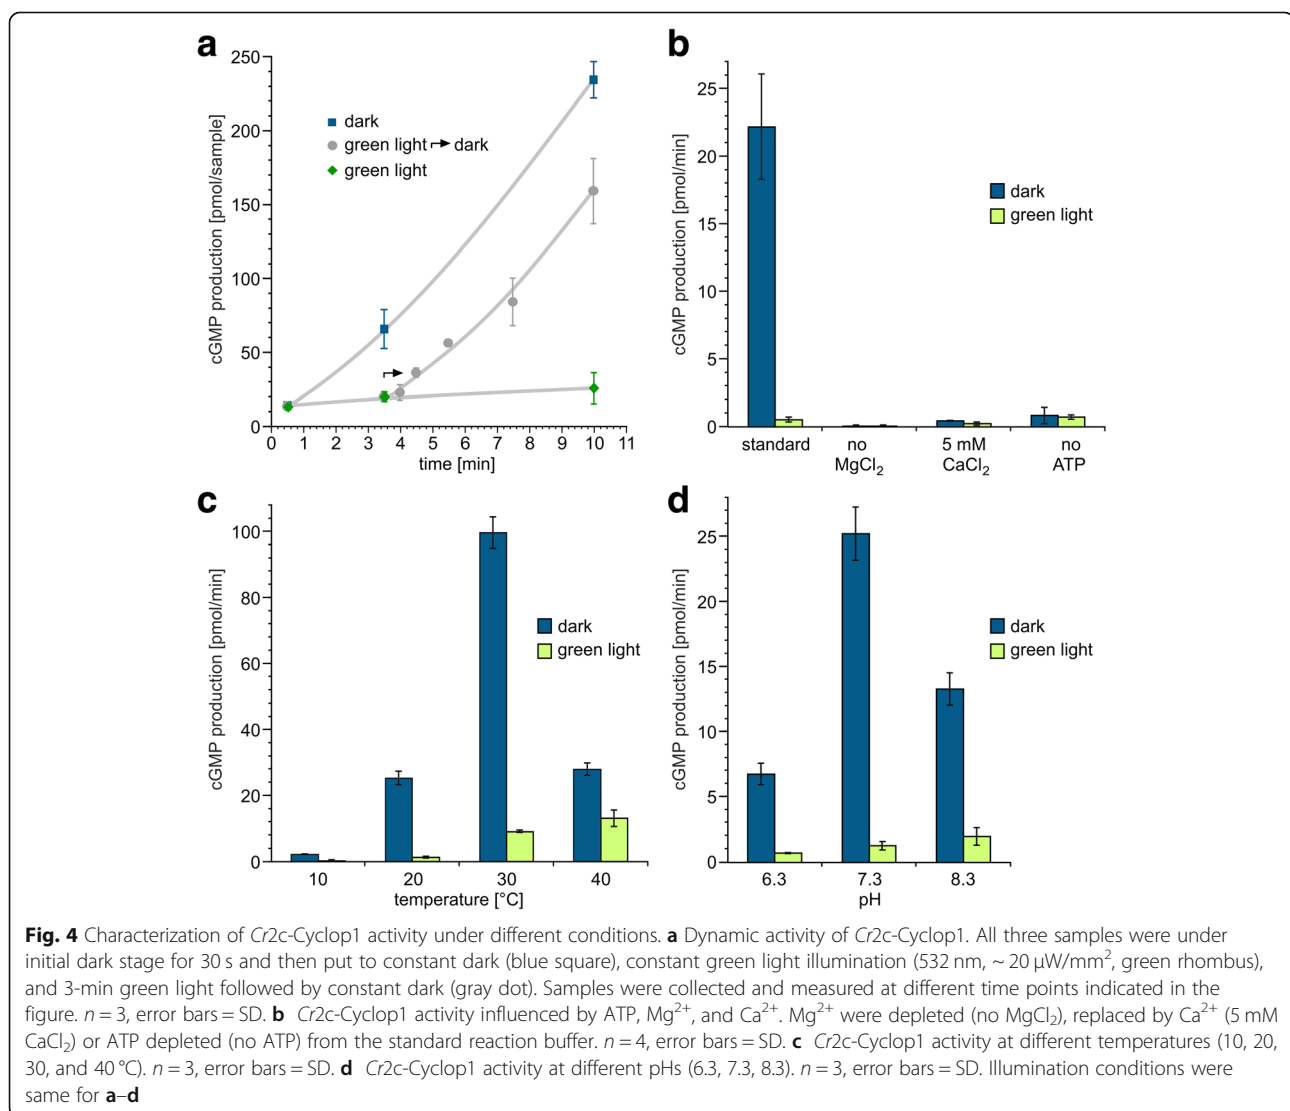 a
250
200
150
100
50
0
cGMP production [pmol/sample]
dark
green light → dark
green light
0 1 2 3 4 5 6 7 8 9 10 11
time [min]
b
25
20
15
10
5
0
cGMP production [pmol/min]
dark
green light
standard
no MgCl₂
5 mM CaCl₂
no ATP
c
100
80
60
40
20
0
cGMP production [pmol/min]
dark
green light
10 20 30 40
temperature [°C]
d
25
20
15
10
5
0
cGMP production [pmol/min]
dark
green light
6.3 7.3 8.3
pH
Fig. 4 Characterization of Cr2c-Cyclop1 activity under different conditions. a Dynamic activity of Cr2c-Cyclop1. All three samples were under
initial dark stage for 30 s and then put to constant dark (blue square), constant green light illumination (532 nm, ~ 20 μW/mm², green rhombus),
and 3-min green light followed by constant dark (gray dot). Samples were collected and measured at different time points indicated in the
figure. n = 3, error bars = SD. b Cr2c-Cyclop1 activity influenced by ATP, Mg²⁺, and Ca²⁺. Mg²⁺ were depleted (no MgCl₂), replaced by Ca²⁺ (5 mM
CaCl₂) or ATP depleted (no ATP) from the standard reaction buffer. n = 4, error bars = SD. c Cr2c-Cyclop1 activity at different temperatures (10, 20,
30, and 40 °C). n = 3, error bars = SD. d Cr2c-Cyclop1 activity at different pHs (6.3, 7.3, 8.3). n = 3, error bars = SD. Illumination conditions were
same for a–d